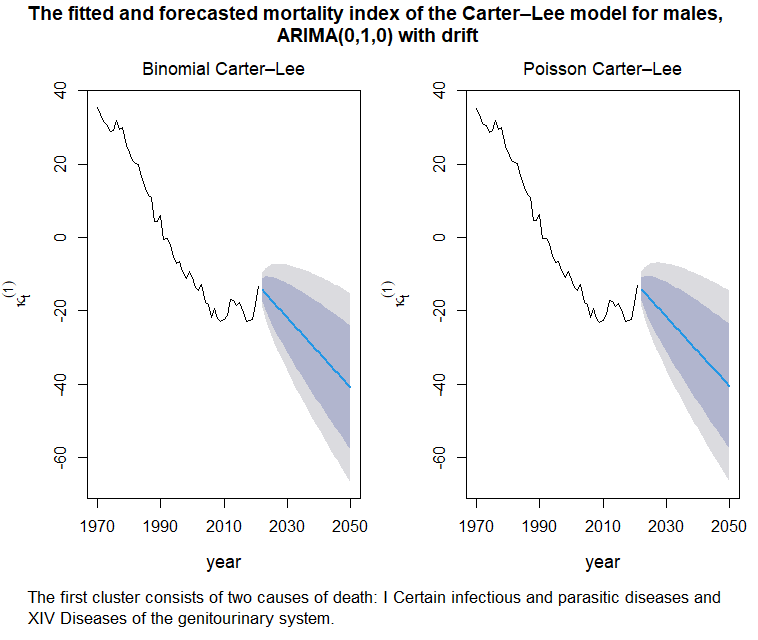 The fitted and forecasted mortality index of the Carter–Lee model for males,
ARIMA(0,1,0) with drift
Binomial Carter–Lee
Poisson Carter–Lee
40
20
0
-20
-40
-60
κt(1)
1970 1990 2010 2030 2050
year
40
20
0
-20
-40
-60
κt(1)
1970 1990 2010 2030 2050
year
The first cluster consists of two causes of death: I Certain infectious and parasitic diseases and
XIV Diseases of the genitourinary system.